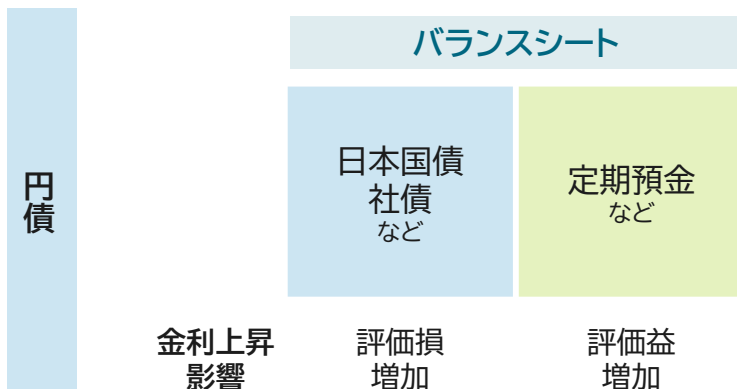 バランスシート
円債
日本国債
社債
など
定期預金
など
金利上昇
影響
評価損
増加
評価益
増加